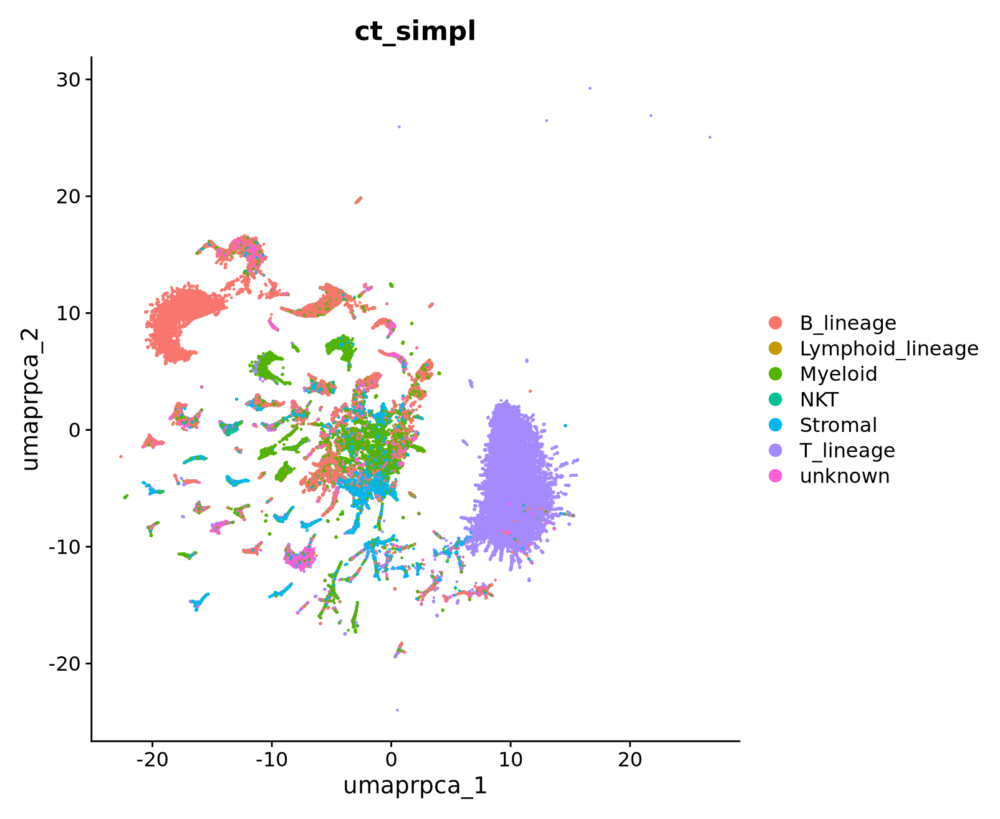 ct_simpl
30
20
10
0
-10
-20
umaprpca_2
-20
-10
0
10
20
umaprpca_1
B_lineage
Lymphoid_lineage
Myeloid
NKT
Stromal
T_lineage
unknown